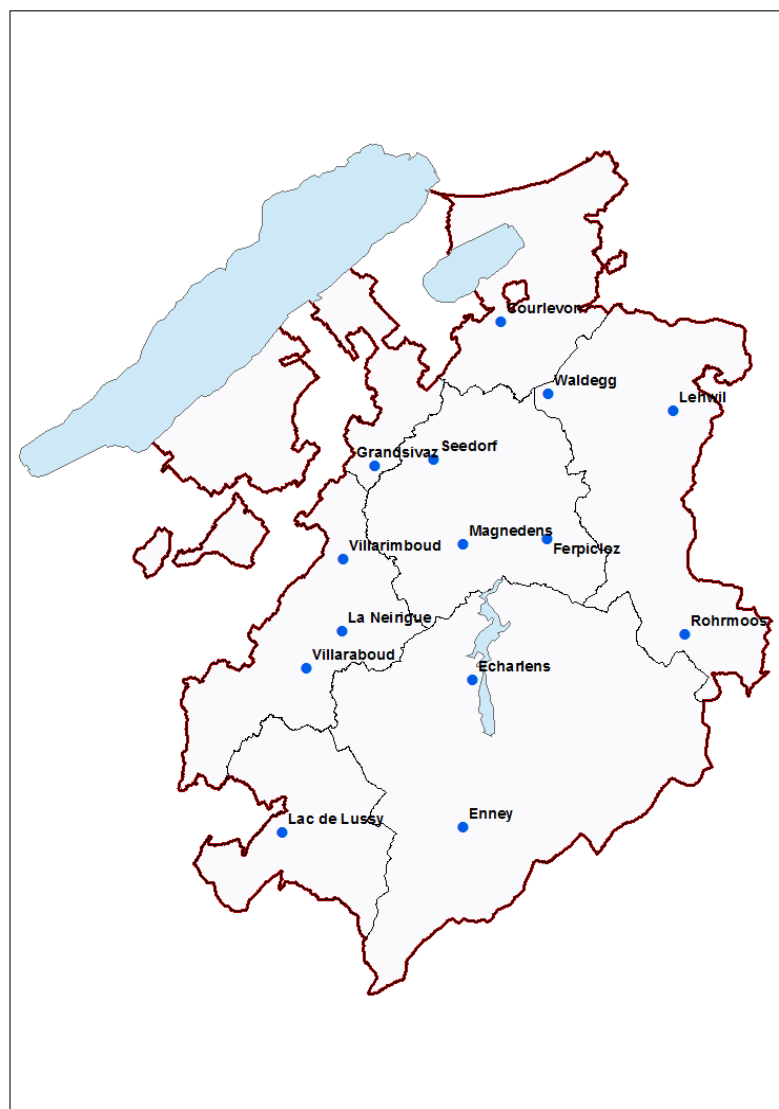 Courlevon
Waldegg
Lehwil
Grandsivaz
Seedorf
Magnedens
Ferpicloz
Villarimboud
La Neirigue
Rohrmoos
Villaraboud
Echarlens
Lac de Lussy
Enney